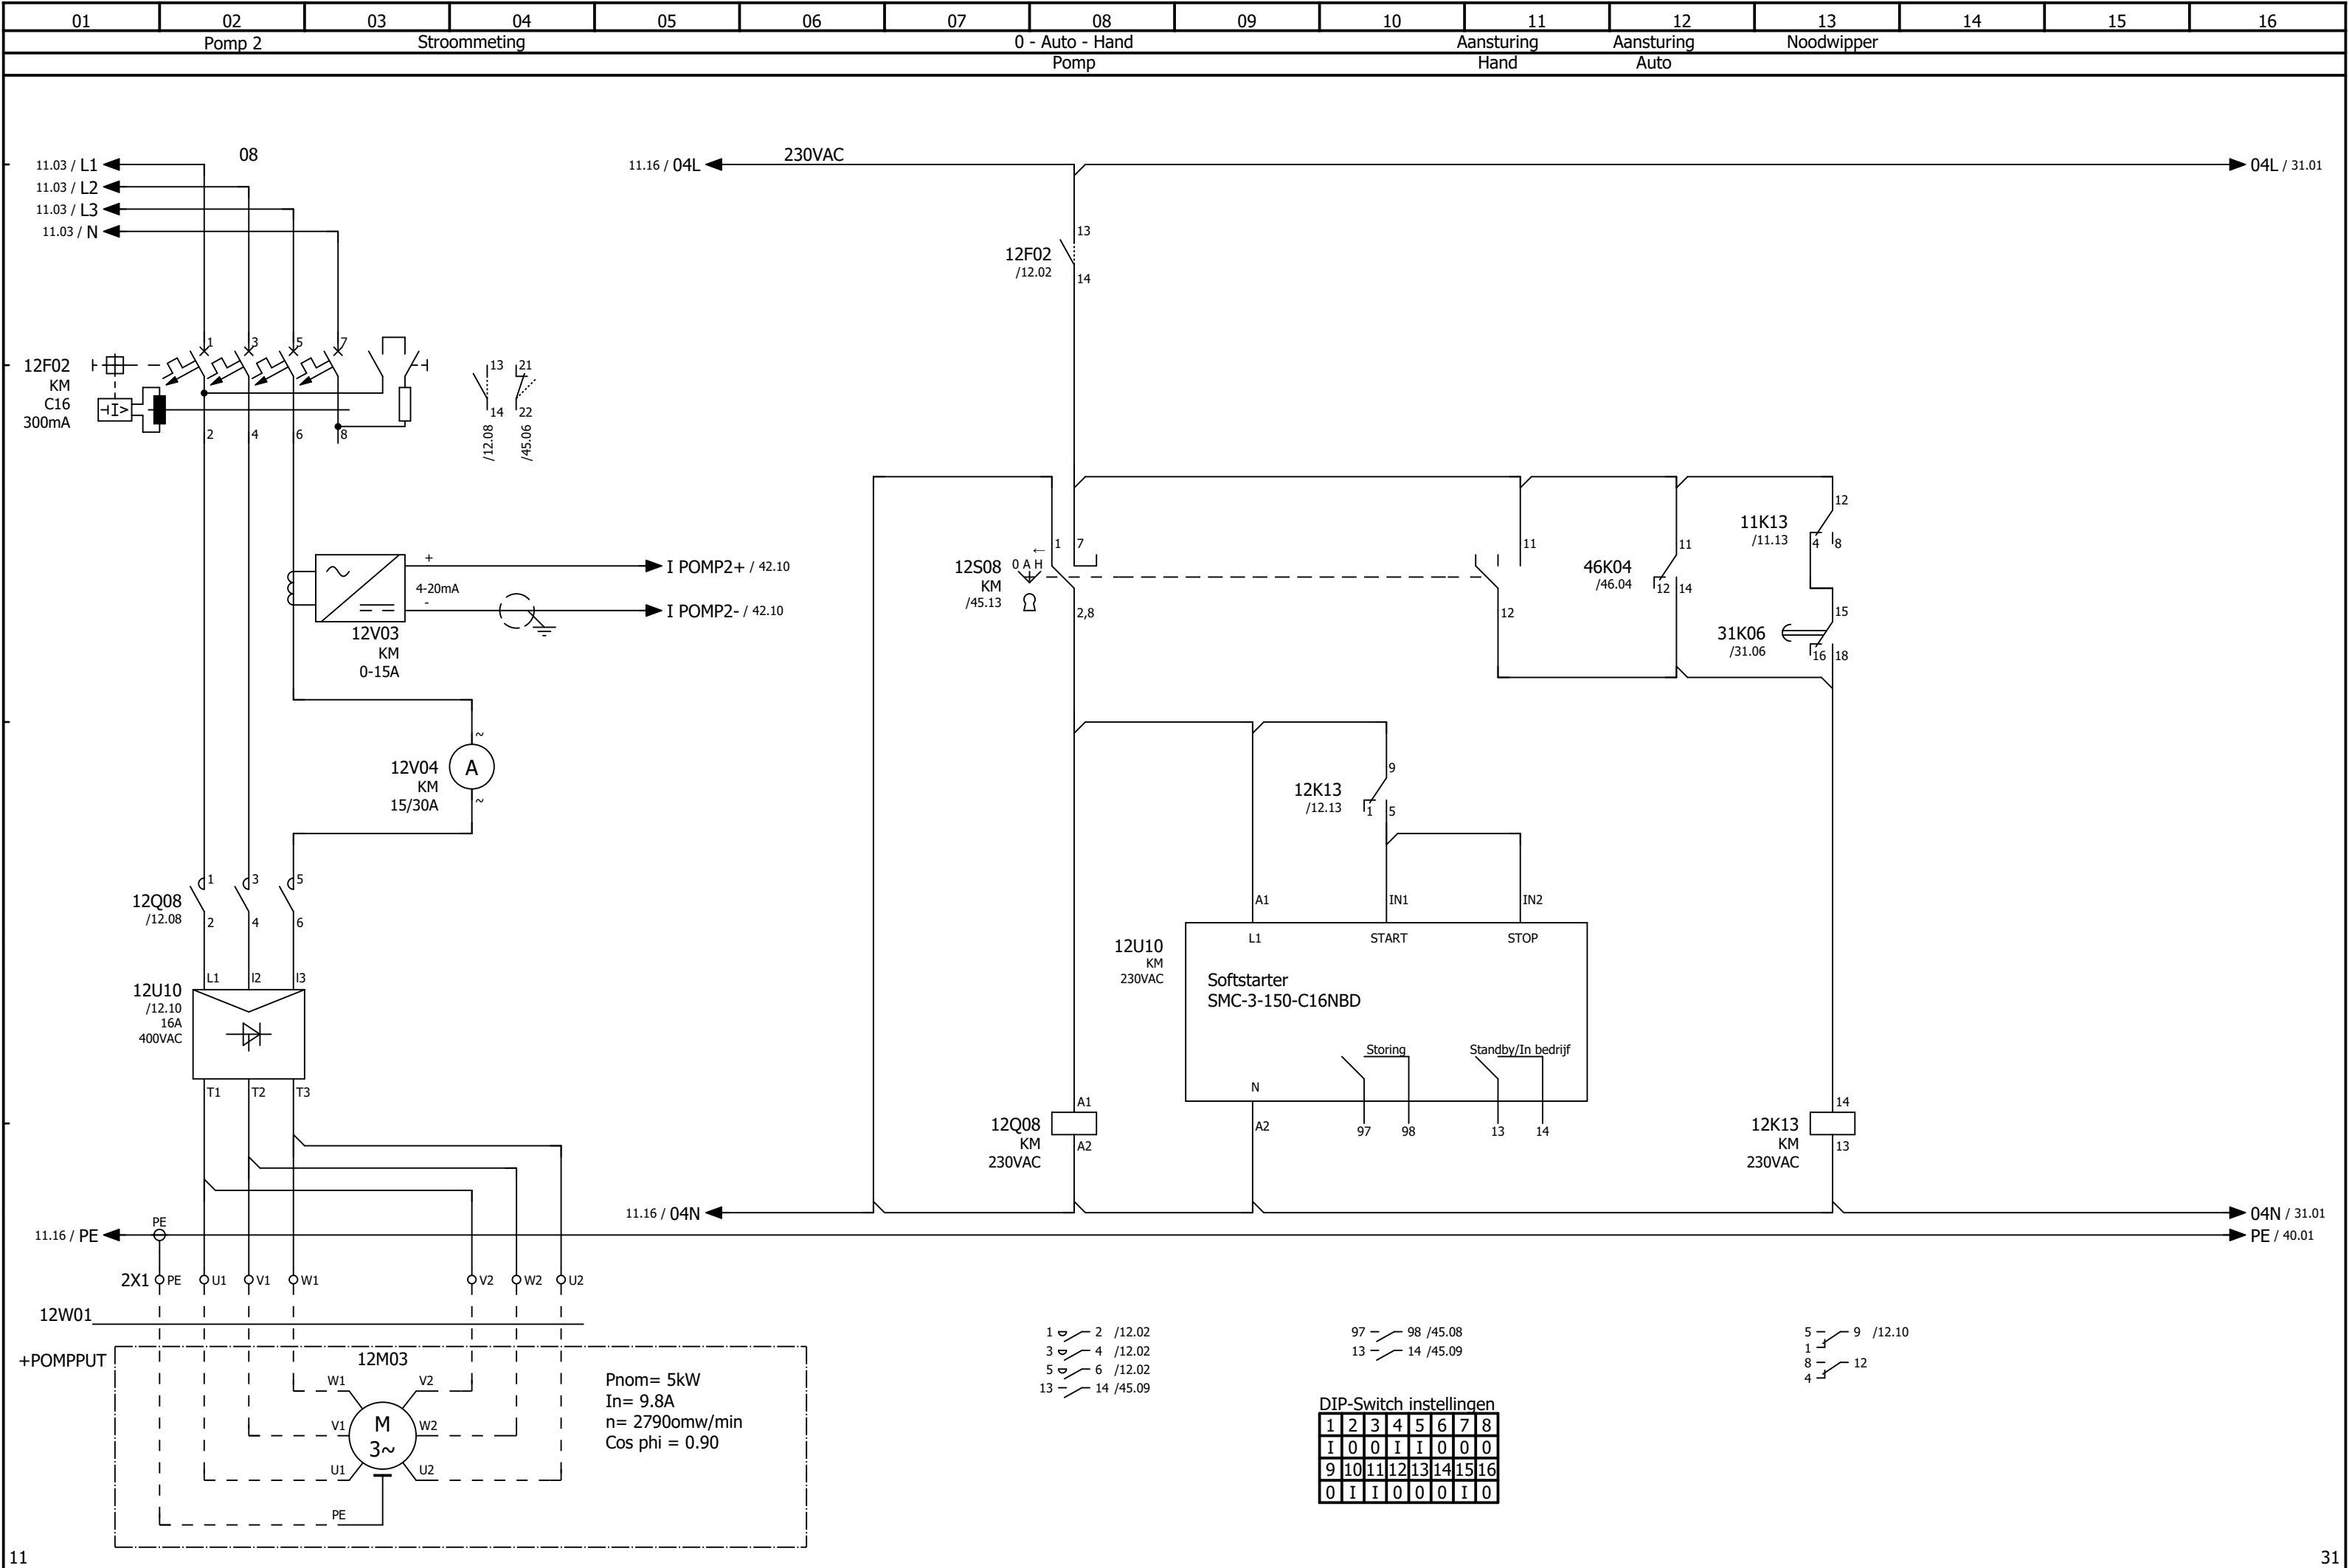 01 02 03 04 05 06 07 08 09 10 11 12 13 14 15 16
Pomp 2 Stroommeting 0 - Auto - Hand Aansturing Aansturing Noodwipper
Pomp Hand Auto
08
11.03 / L1
11.03 / L2
11.03 / L3
11.03 / N
11.16 / 04L
230VAC
04L / 31.01
13
12F02
/12.02
14
12F02
KM
C16
300mA
1 3 5 7
I>
2 4 6 8
13 21
14 22
/12.08
/45.06
+
4-20mA
-
I POMP2+ / 42.10
I POMP2- / 42.10
12V03
KM
0-15A
12S08
KM
/45.13
←
0 A H
1 7
2,8
11
12
46K04
/46.04
11
12 14
11K13
/11.13
12
4 8
31K06
/31.06
15
16 18
12V04
KM
15/30A
~
A
~
12K13
/12.13
9
1 5
12Q08
/12.08
1 3 5
2 4 6
12U10
/12.10
16A
400VAC
L1 I2 I3
T1 T2 T3
12U10
KM
230VAC
A1 IN1 IN2
L1 START STOP
Softstarter
SMC-3-150-C16NBD
Storing Standby/In bedrijf
N
A2 97 98 13 14
12Q08
KM
230VAC
A1
A2
12K13
KM
230VAC
14
13
11.16 / 04N
04N / 31.01
11.16 / PE
PE
PE / 40.01
2X1 PE U1 V1 W1 V2 W2 U2
12W01
+POMPPUT
12M03
W1 V2
V1 W2
U1 U2
M
3~
PE
Pnom= 5kW
In= 9.8A
n= 2790omw/min
Cos phi = 0.90
1 2 /12.02
3 4 /12.02
5 6 /12.02
13 14 /45.09
97 98 /45.08
13 14 /45.09
5 9 /12.10
1
8 12
4
DIP-Switch instellingen
1 2 3 4 5 6 7 8
I 0 0 I I 0 0 0
9 10 11 12 13 14 15 16
0 I I 0 0 0 I 0
11
31